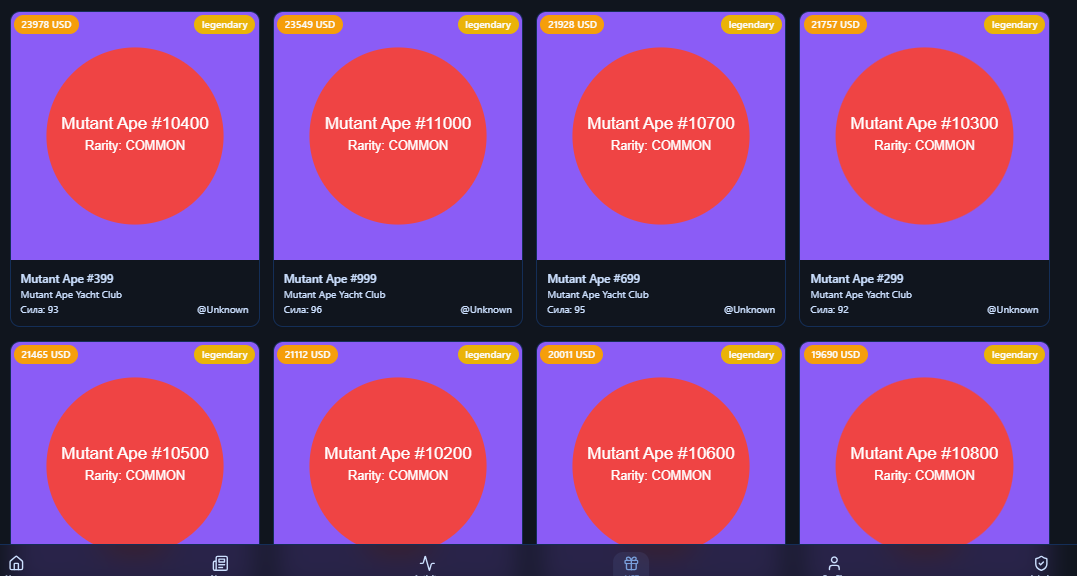 23978 USD
legendary
Mutant Ape #10400
Rarity: COMMON
Mutant Ape #399
Mutant Ape Yacht Club
Сила: 93
@Unknown
23549 USD
legendary
Mutant Ape #11000
Rarity: COMMON
Mutant Ape #999
Mutant Ape Yacht Club
Сила: 96
@Unknown
21928 USD
legendary
Mutant Ape #10700
Rarity: COMMON
Mutant Ape #699
Mutant Ape Yacht Club
Сила: 95
@Unknown
21757 USD
legendary
Mutant Ape #10300
Rarity: COMMON
Mutant Ape #299
Mutant Ape Yacht Club
Сила: 92
@Unknown
21465 USD
legendary
Mutant Ape #10500
Rarity: COMMON
21112 USD
legendary
Mutant Ape #10200
Rarity: COMMON
20011 USD
legendary
Mutant Ape #10600
Rarity: COMMON
19690 USD
legendary
Mutant Ape #10800
Rarity: COMMON